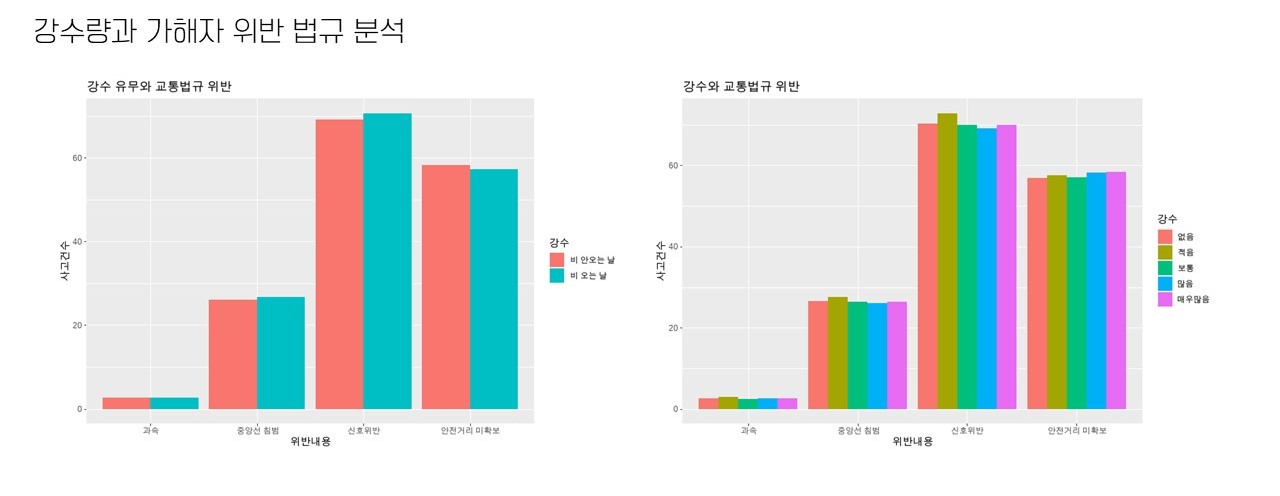 강수량과 가해자 위반 법규 분석
강수 유무와 교통법규 위반
사고건수
60
40
20
0
과속 중앙선 침범 신호위반 안전거리 미확보
위반내용
강수
비 안오는 날
비 오는 날
강수와 교통법규 위반
사고건수
60
40
20
0
과속 중앙선 침범 신호위반 안전거리 미확보
위반내용
강수
없음
적음
보통
많음
매우많음